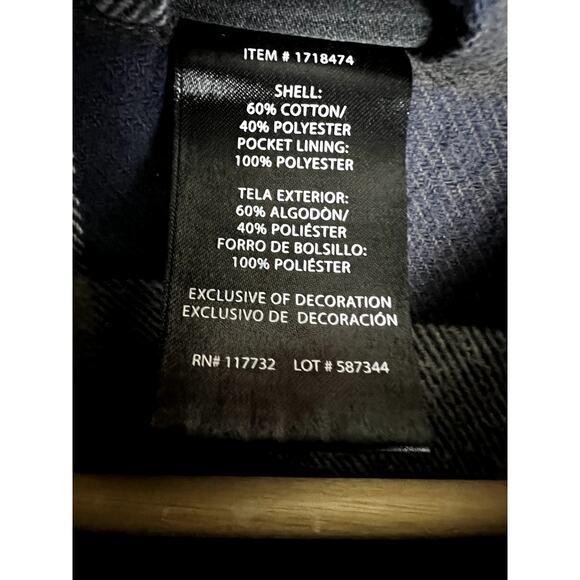 ITEM # 1718474
SHELL:
60% COTTON/
40% POLYESTER
POCKET LINING:
100% POLYESTER
TELA EXTERIOR:
60% ALGODÒN/
40% POLIÉSTER
FORRO DE BOLSILLO:
100% POLIÉSTER
EXCLUSIVE OF DECORATION
EXCLUSIVO DE DECORACIÓN
RN# 117732 LOT # 587344